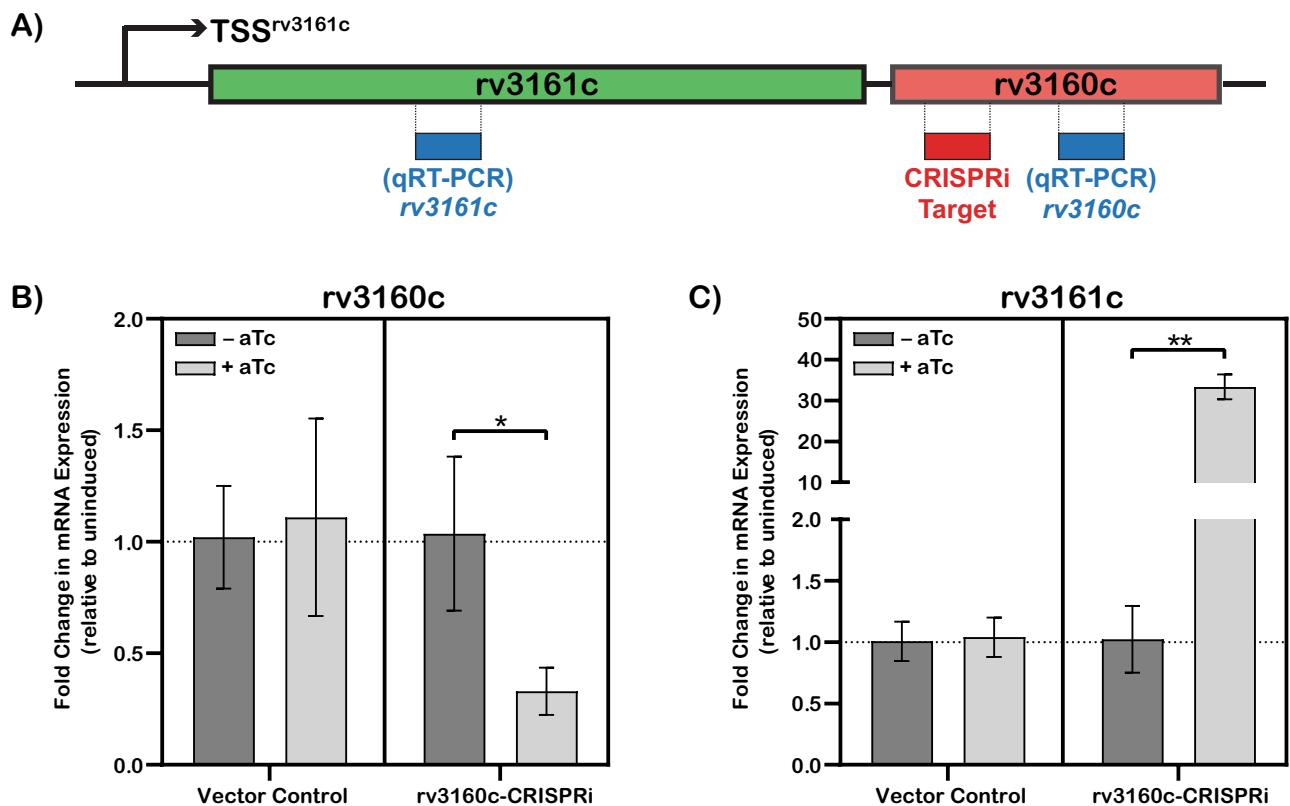 A)
TSS^rv3161c
rv3161c
rv3160c
(qRT-PCR)
rv3161c
CRISPRi
Target
(qRT-PCR)
rv3160c
B)
rv3160c
Fold Change in mRNA Expression
(relative to uninduced)
2.0
1.5
1.0
0.5
0.0
– aTc
+ aTc
*
Vector Control
rv3160c-CRISPRi
C)
rv3161c
Fold Change in mRNA Expression
(relative to uninduced)
50
40
30
20
10
2.0
1.5
1.0
0.5
0.0
– aTc
+ aTc
**
Vector Control
rv3160c-CRISPRi